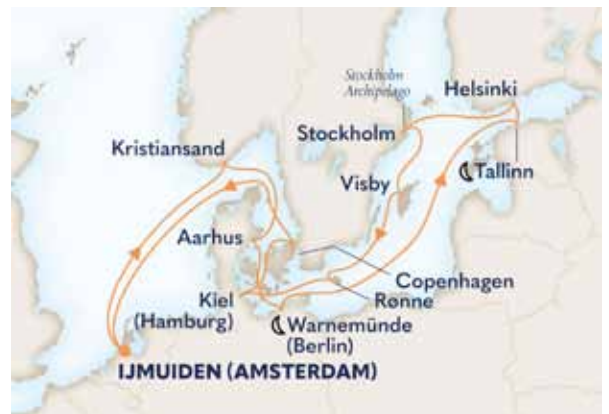 Stockholm
Archipelago
Helsinki
Stockholm
Kristiansand
Tallinn
Visby
Aarhus
Copenhagen
Kiel
(Hamburg)
Rønne
Warnemünde
(Berlin)
IJMUIDEN (AMSTERDAM)